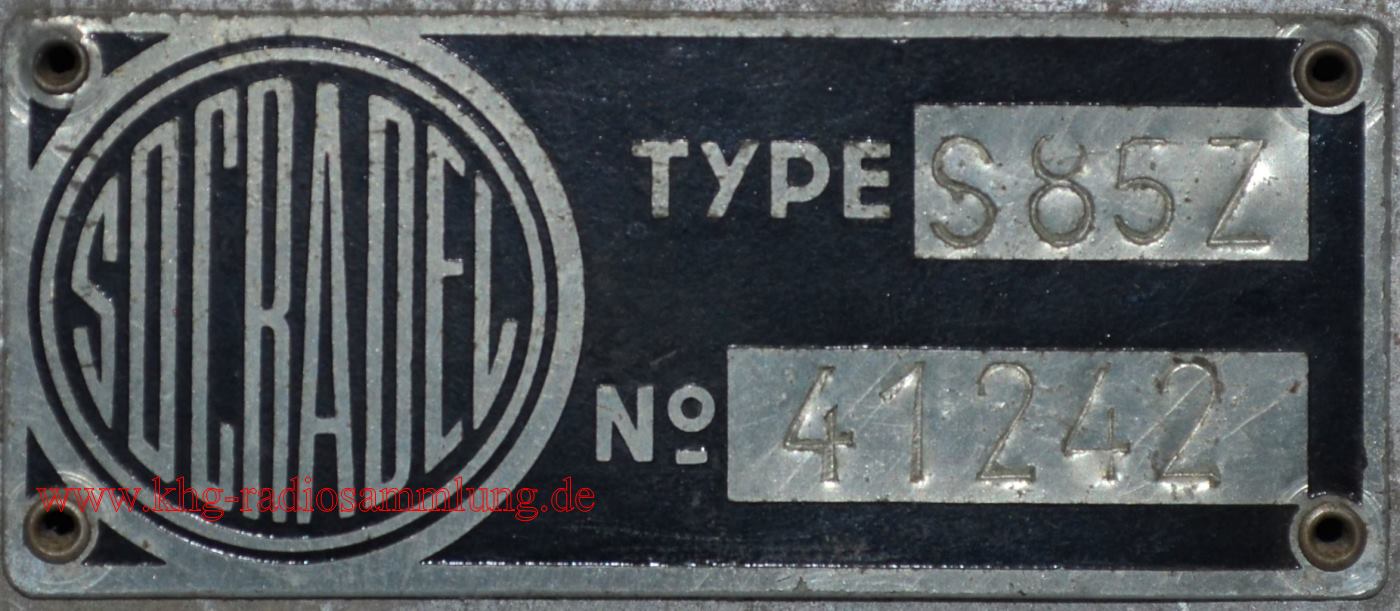 SOCRADEL
TYPE S85Z
Nº 41242
www.khg-radiosammlung.de